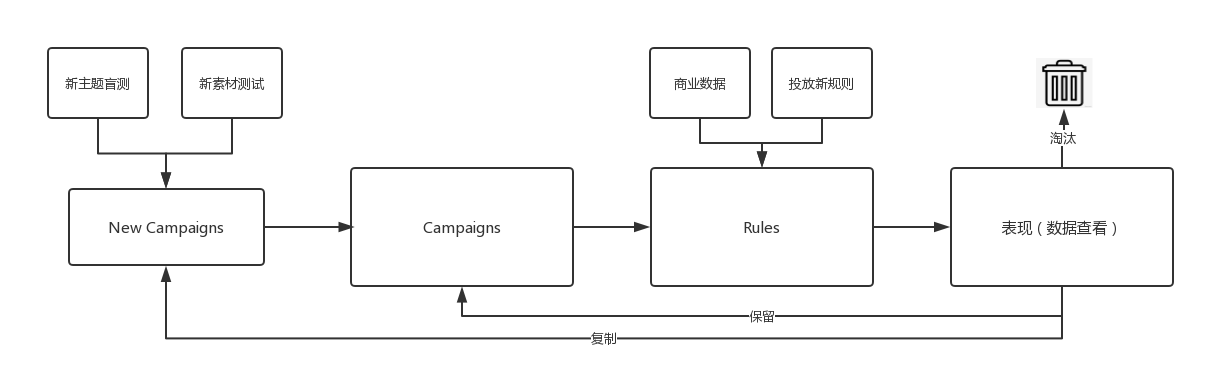 新主题盲测
新素材测试
商业数据
投放新规则
淘汰
New Campaigns
Campaigns
Rules
表现（数据查看）
保留
复制